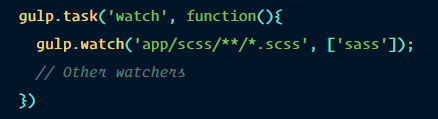 gulp.task('watch', function(){
  gulp.watch('app/scss/**/*.scss', ['sass']);
  // Other watchers
})